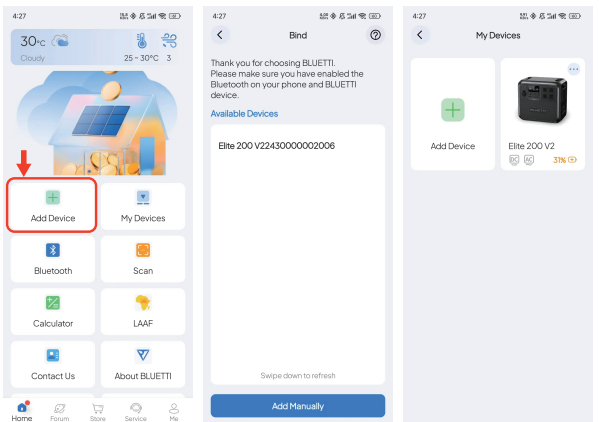 4:27
30°C
Cloudy
25 ~ 30°C 3
Add Device
My Devices
Bluetooth
Scan
Calculator
LAAF
Contact Us
About BLUETTI
Home
Forum
Store
Service
Me
4:27
Bind
Thank you for choosing BLUETTI.
Please make sure you have enabled the
Bluetooth on your phone and BLUETTI
device.
Available Devices
Elite 200 V22430000002006
Swipe down to refresh
Add Manually
4:27
My Devices
Add Device
Elite 200 V2
DC AC 31%